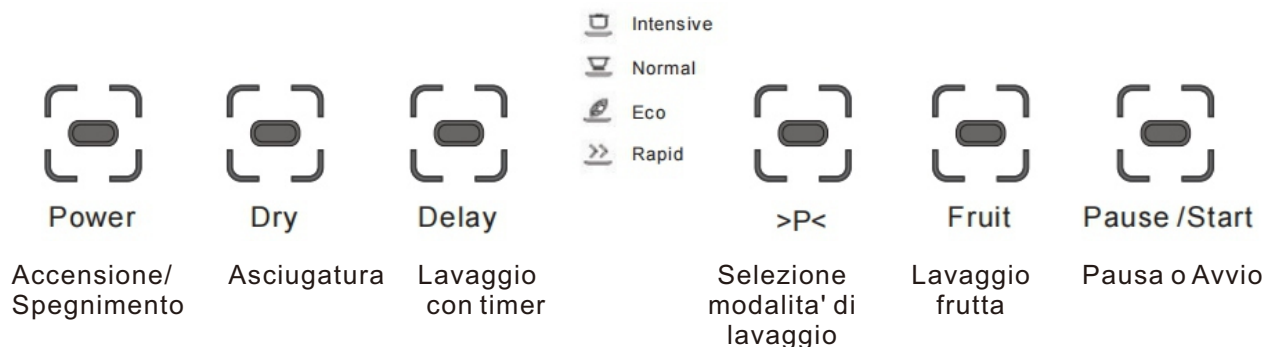 Intensive
Normal
Eco
Rapid
Power
Dry
Delay
>P<
Fruit
Pause /Start
Accensione/
Spegnimento
Asciugatura
Lavaggio
con timer
Selezione
modalita' di
lavaggio
Lavaggio
frutta
Pausa o Avvio